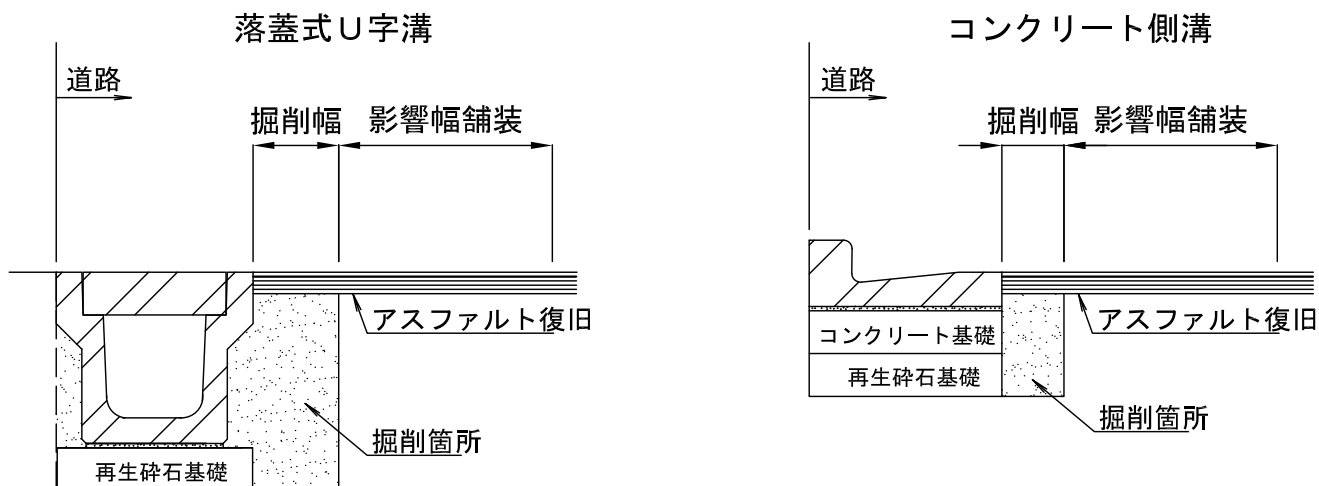 落蓋式U字溝
道路
掘削幅
影響幅舗装
アスファルト復旧
掘削箇所
再生砕石基礎
コンクリート側溝
道路
掘削幅
影響幅舗装
アスファルト復旧
コンクリート基礎
再生砕石基礎
掘削箇所